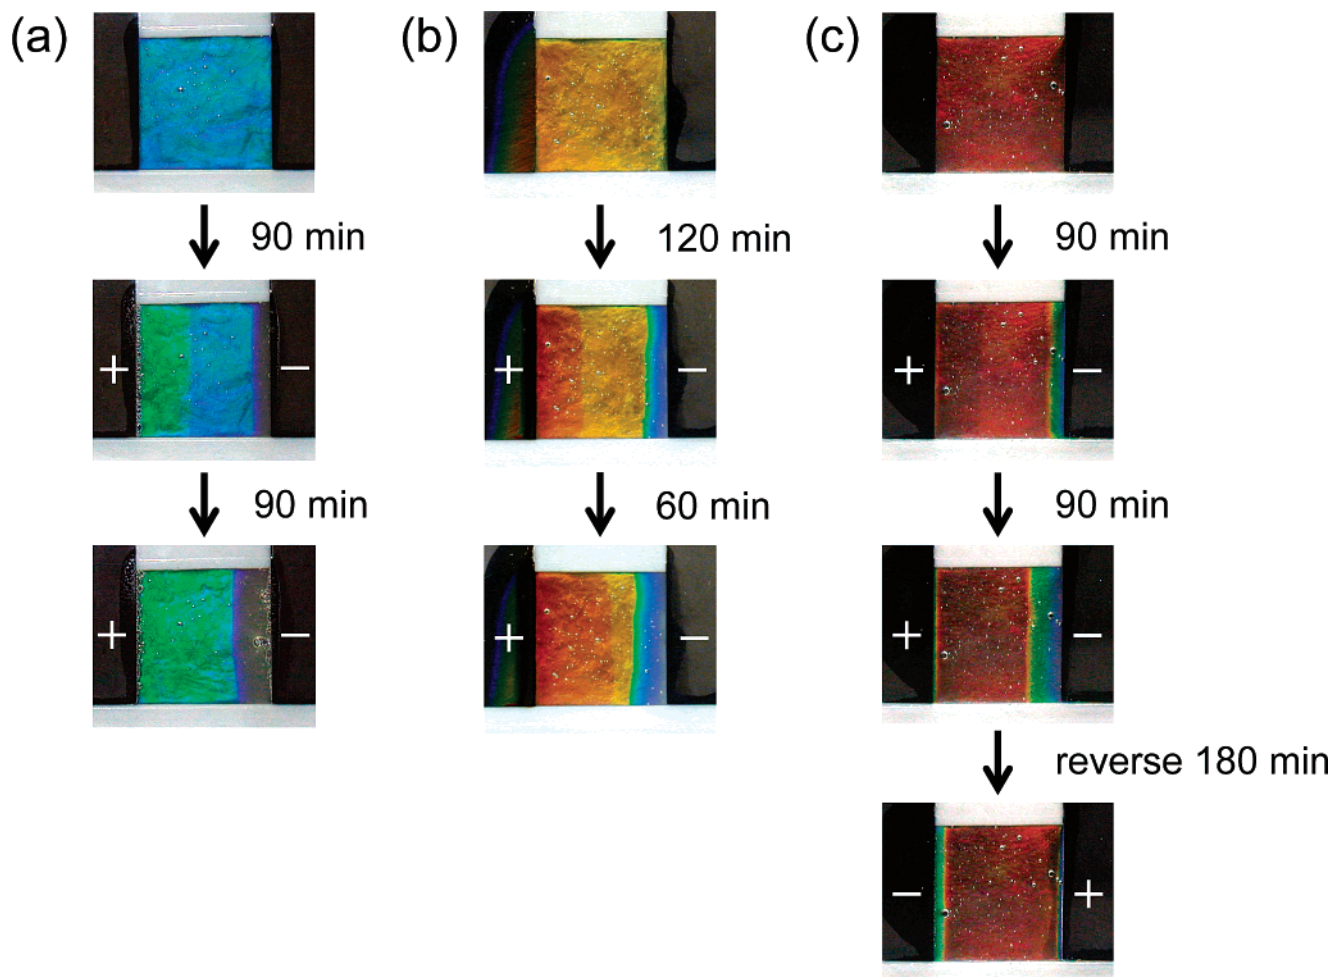 (a)
(b)
(c)
90 min
120 min
90 min
+ −
+ −
+ −
90 min
60 min
90 min
+ −
+ −
+ −
reverse 180 min
− +